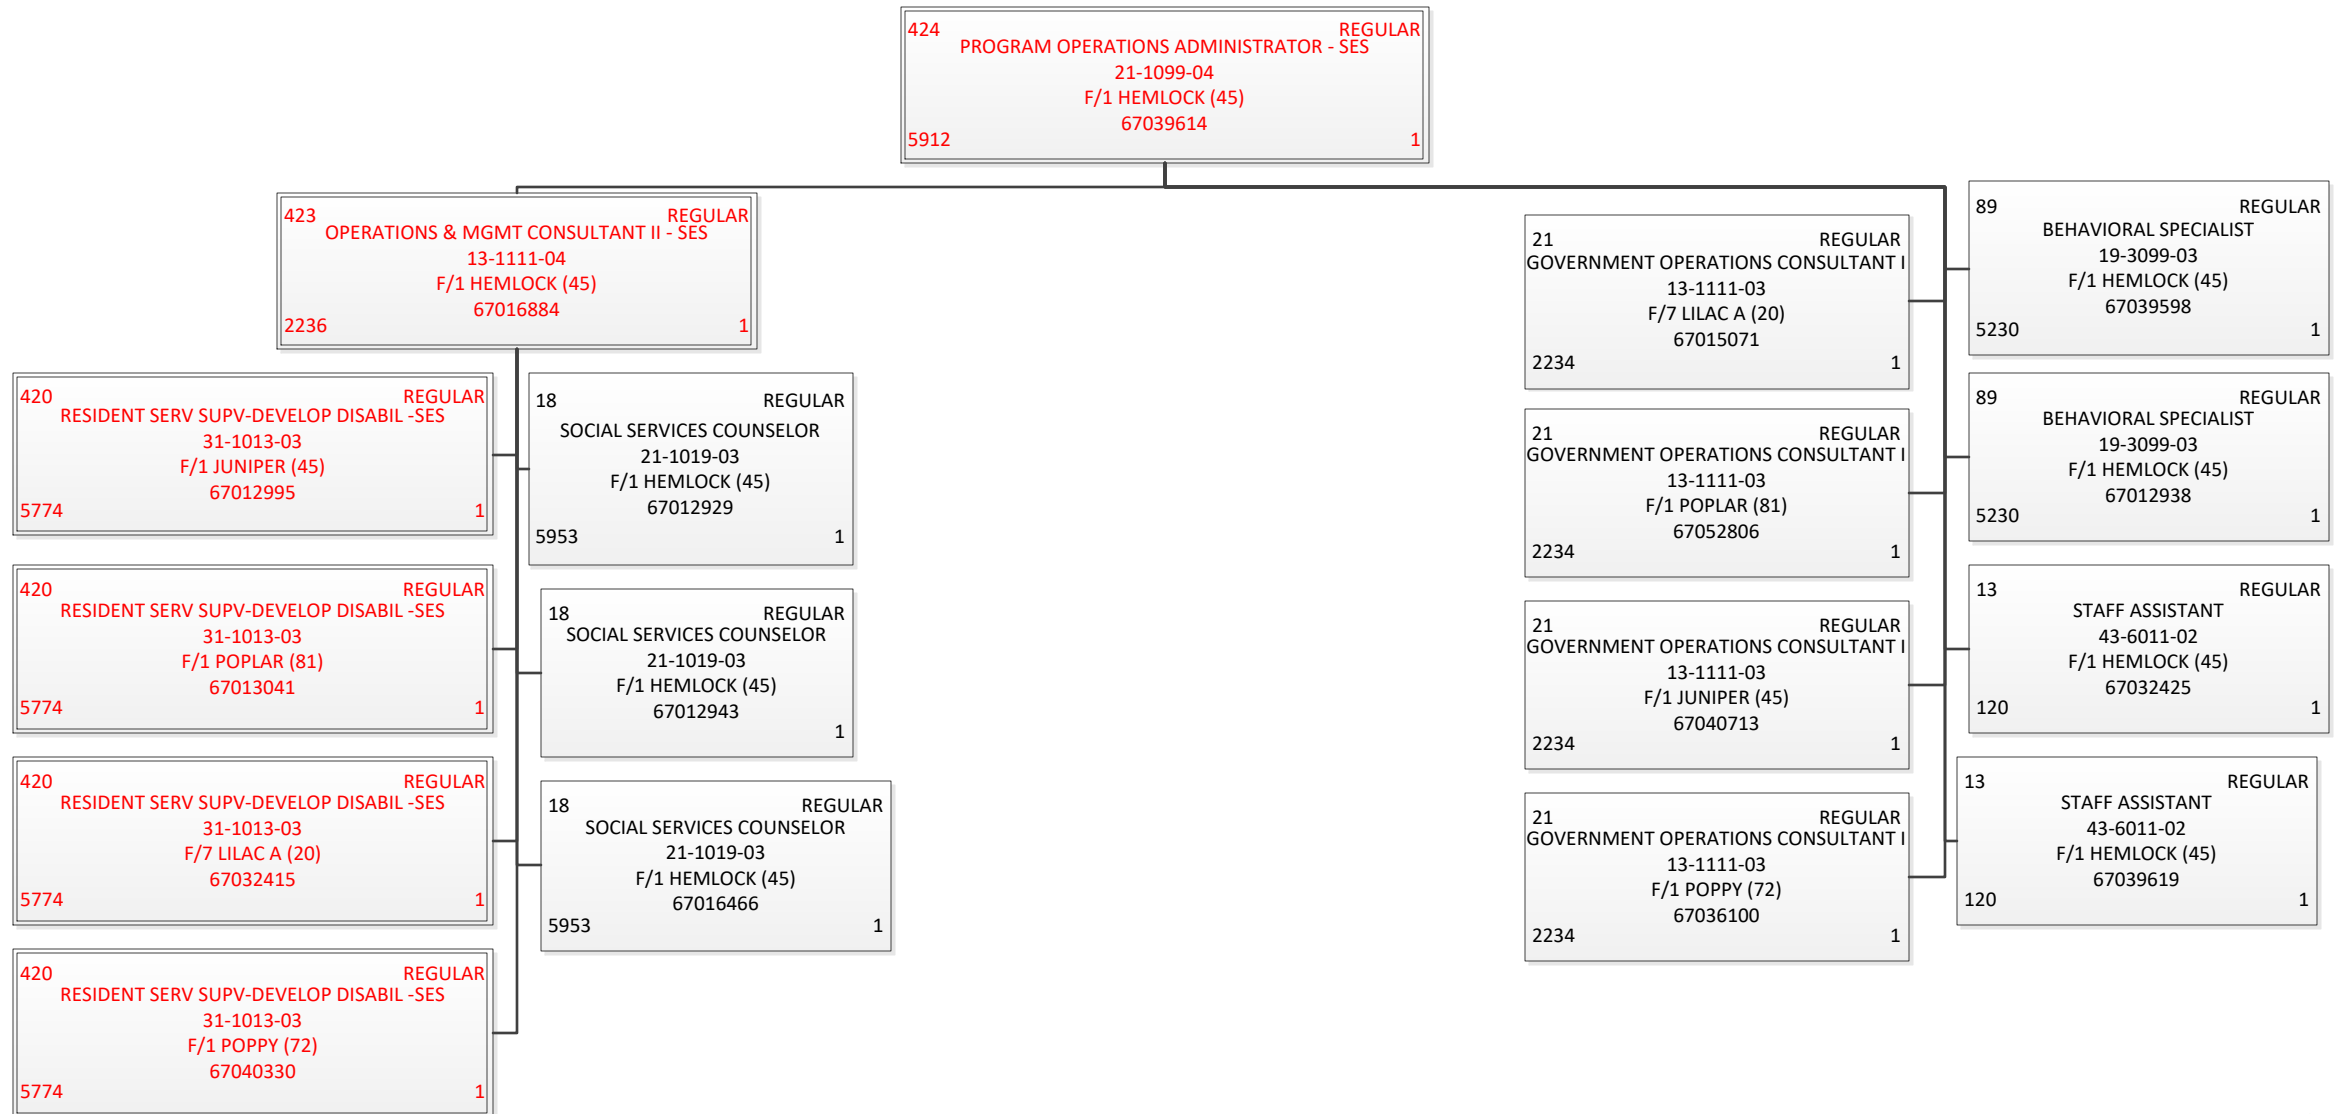 424 REGULAR
PROGRAM OPERATIONS ADMINISTRATOR - SES
21-1099-04
F/1 HEMLOCK (45)
67039614
5912 1
423 REGULAR
OPERATIONS & MGMT CONSULTANT II - SES
13-1111-04
F/1 HEMLOCK (45)
67016884
2236 1
420 REGULAR
RESIDENT SERV SUPV-DEVELOP DISABIL -SES
31-1013-03
F/1 JUNIPER (45)
67012995
5774 1
420 REGULAR
RESIDENT SERV SUPV-DEVELOP DISABIL -SES
31-1013-03
F/1 POPLAR (81)
67013041
5774 1
420 REGULAR
RESIDENT SERV SUPV-DEVELOP DISABIL -SES
31-1013-03
F/7 LILAC A (20)
67032415
5774 1
420 REGULAR
RESIDENT SERV SUPV-DEVELOP DISABIL -SES
31-1013-03
F/1 POPPY (72)
67040330
5774 1
18 REGULAR
SOCIAL SERVICES COUNSELOR
21-1019-03
F/1 HEMLOCK (45)
67012929
5953 1
18 REGULAR
SOCIAL SERVICES COUNSELOR
21-1019-03
F/1 HEMLOCK (45)
67012943
1
18 REGULAR
SOCIAL SERVICES COUNSELOR
21-1019-03
F/1 HEMLOCK (45)
67016466
5953 1
21 REGULAR
GOVERNMENT OPERATIONS CONSULTANT I
13-1111-03
F/7 LILAC A (20)
67015071
2234 1
21 REGULAR
GOVERNMENT OPERATIONS CONSULTANT I
13-1111-03
F/1 POPLAR (81)
67052806
2234 1
21 REGULAR
GOVERNMENT OPERATIONS CONSULTANT I
13-1111-03
F/1 JUNIPER (45)
67040713
2234 1
21 REGULAR
GOVERNMENT OPERATIONS CONSULTANT I
13-1111-03
F/1 POPPY (72)
67036100
2234 1
89 REGULAR
BEHAVIORAL SPECIALIST
19-3099-03
F/1 HEMLOCK (45)
67039598
5230 1
89 REGULAR
BEHAVIORAL SPECIALIST
19-3099-03
F/1 HEMLOCK (45)
67012938
5230 1
13 REGULAR
STAFF ASSISTANT
43-6011-02
F/1 HEMLOCK (45)
67032425
120 1
13 REGULAR
STAFF ASSISTANT
43-6011-02
F/1 HEMLOCK (45)
67039619
120 1